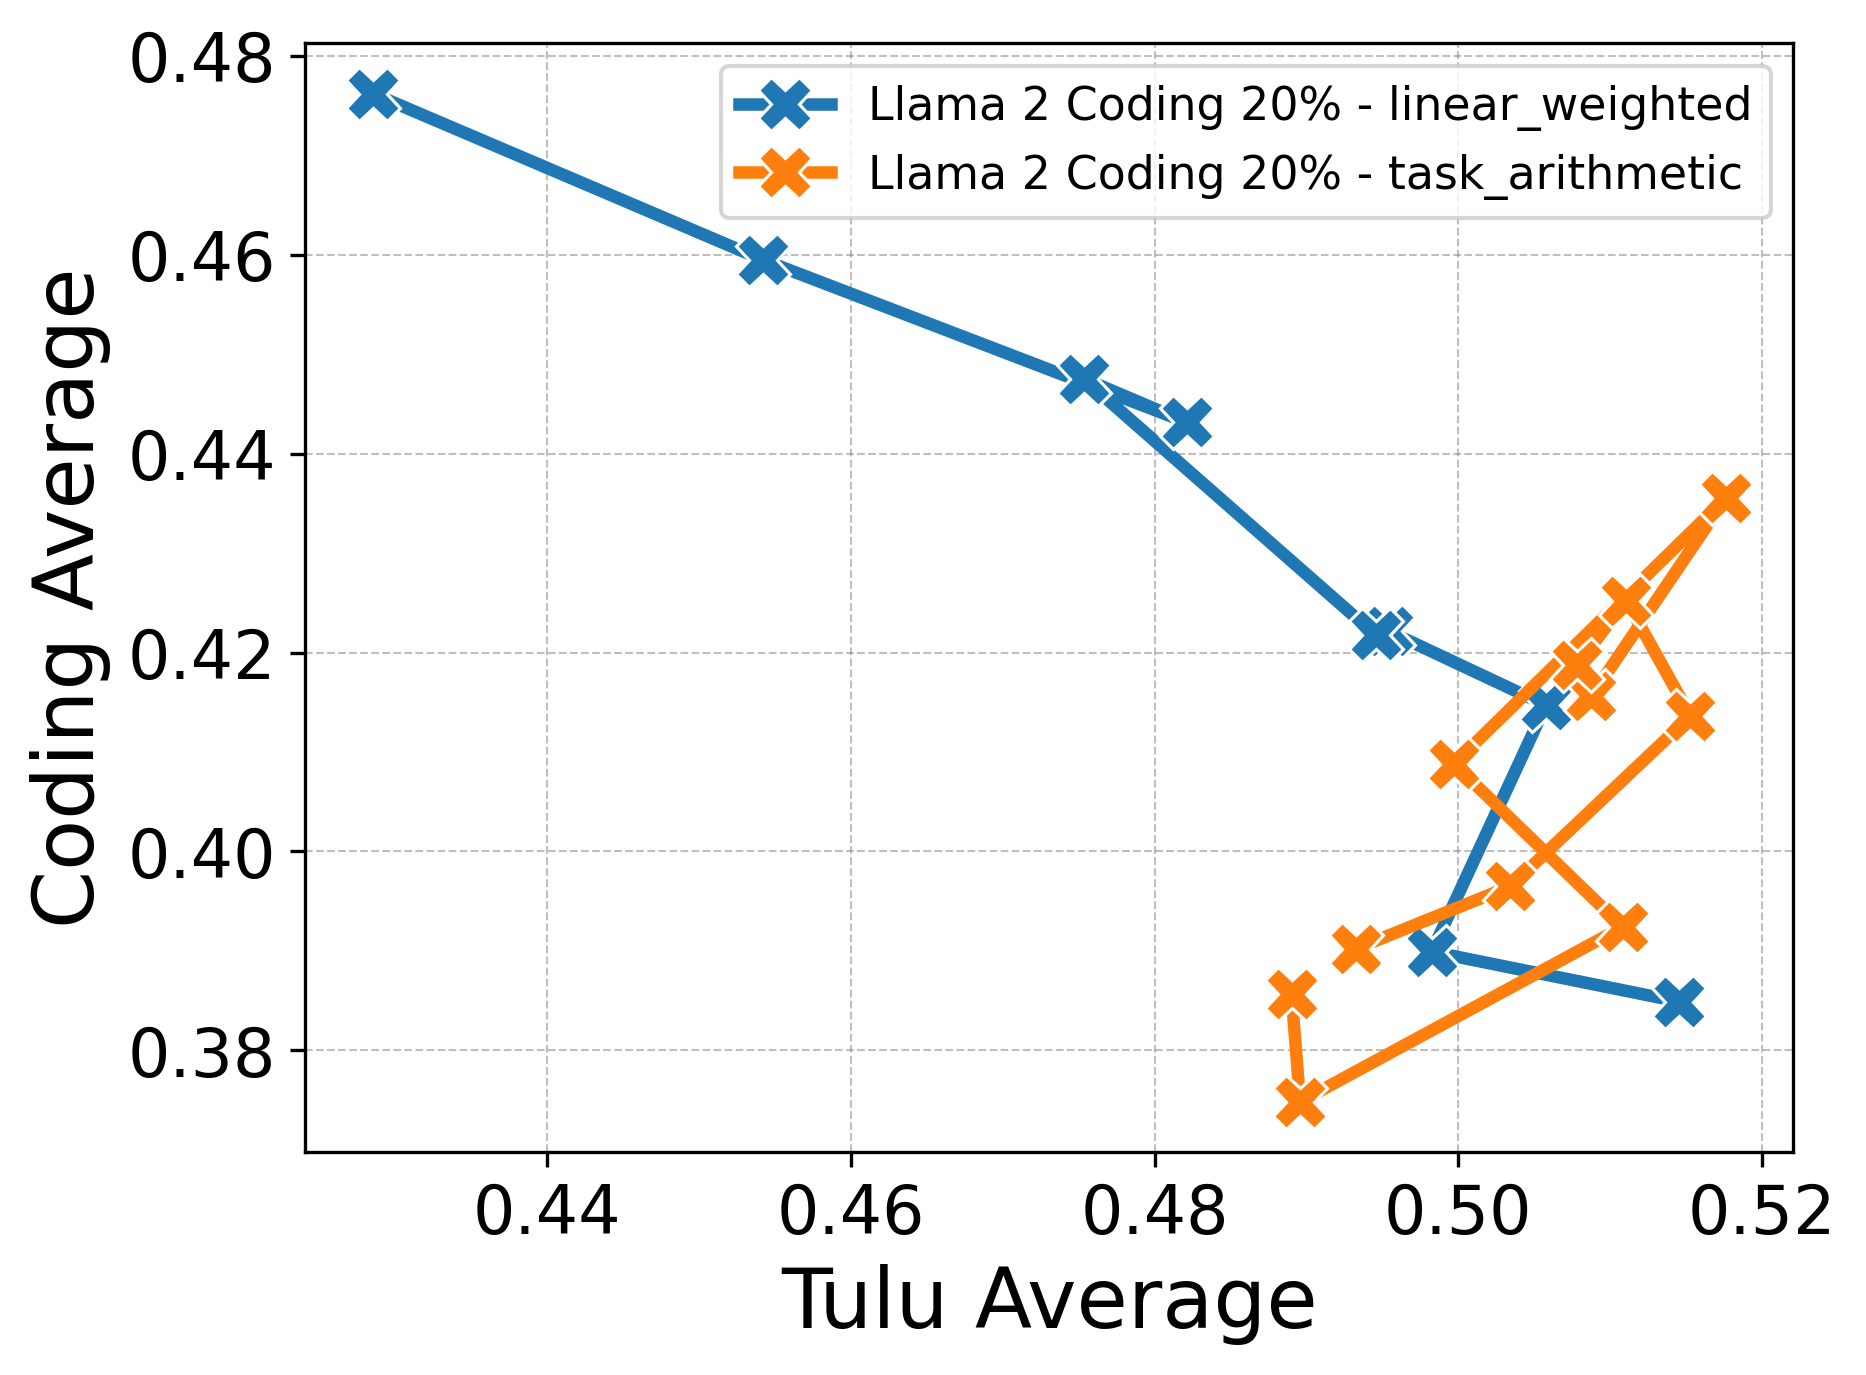 Llama 2 Coding 20% - linear_weighted
Llama 2 Coding 20% - task_arithmetic
Coding Average
0.48
0.46
0.44
0.42
0.40
0.38
0.44
0.46
0.48
0.50
0.52
Tulu Average